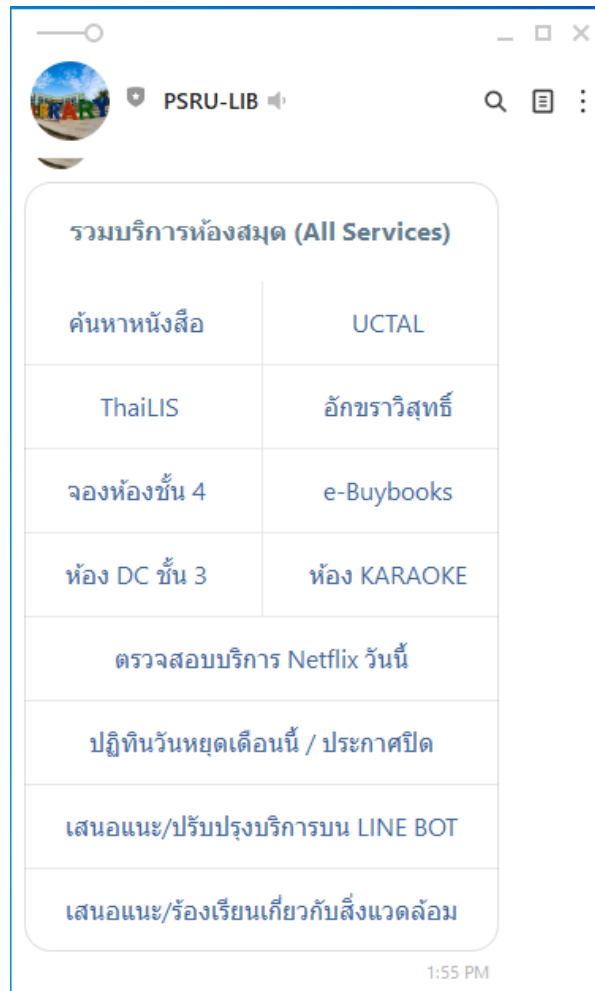 LIBRARY
PSRU-LIB
รวมบริการห้องสมุด (All Services)
ค้นหาหนังสือ
UCTAL
ThaiLIS
อักขราวิสุทธิ์
จองห้องชั้น 4
e-Buybooks
ห้อง DC ชั้น 3
ห้อง KARAOKE
ตรวจสอบบริการ Netflix วันนี้
ปฏิทินวันหยุดเดือนนี้ / ประกาศปิด
เสนอแนะ/ปรับปรุงบริการบน LINE BOT
เสนอแนะ/ร้องเรียนเกี่ยวกับสิ่งแวดล้อม
1:55 PM